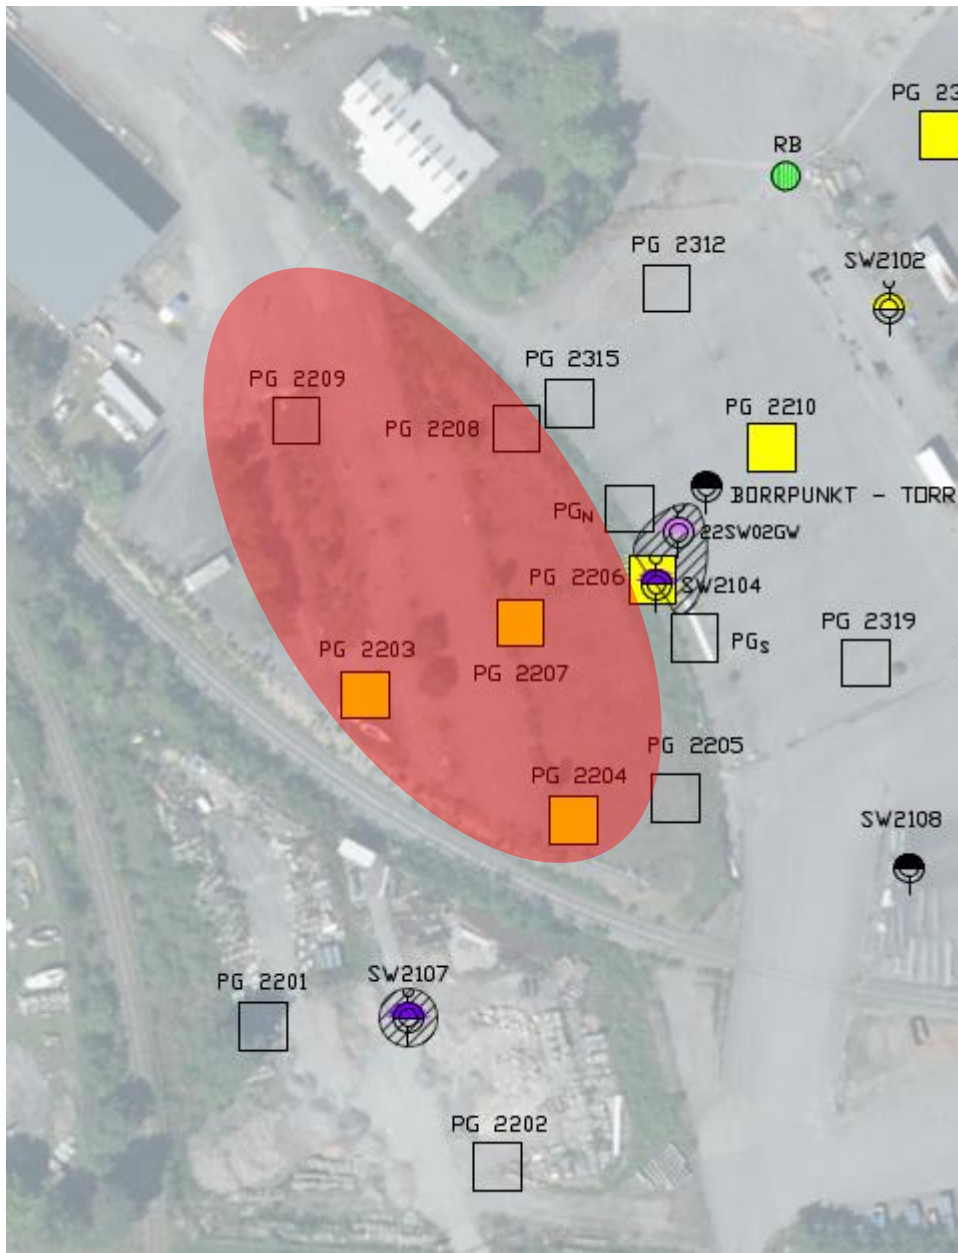 PG 23
RB
PG 2312
SW2102
PG 2315
PG 2209
PG 2210
PG 2208
BORRPUNKT - TORR
PGN
22SW02GW
PG 2206
SW2104
PG 2319
PGS
PG 2203
PG 2207
PG 2205
PG 2204
SW2108
SW2107
PG 2201
PG 2202